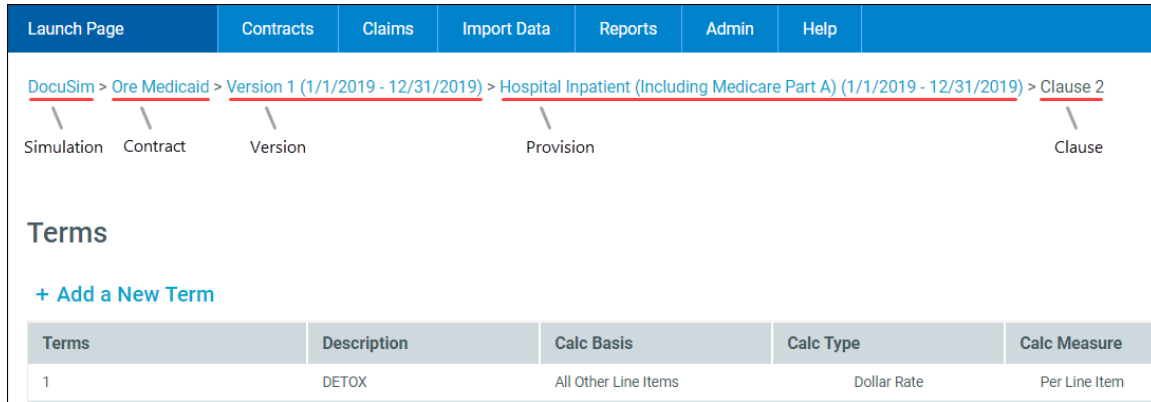 Launch Page Contracts Claims Import Data Reports Admin Help
DocuSim > Ore Medicaid > Version 1 (1/1/2019 - 12/31/2019) > Hospital Inpatient (Including Medicare Part A) (1/1/2019 - 12/31/2019) > Clause 2
Simulation Contract Version Provision Clause
Terms
+ Add a New Term
Terms Description Calc Basis Calc Type Calc Measure
1 DETOX All Other Line Items Dollar Rate Per Line Item